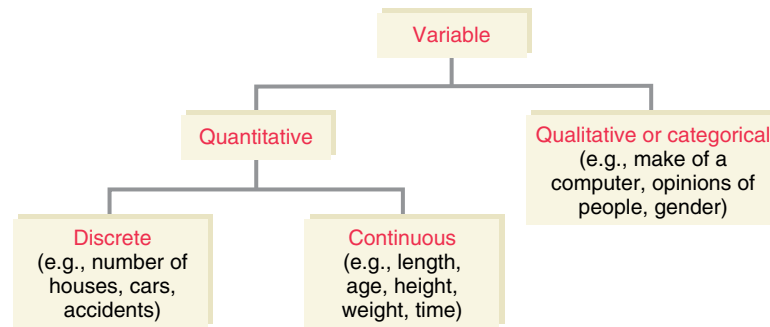 Variable
Quantitative
Qualitative or categorical
(e.g., make of a
computer, opinions of
people, gender)
Discrete
(e.g., number of
houses, cars,
accidents)
Continuous
(e.g., length,
age, height,
weight, time)